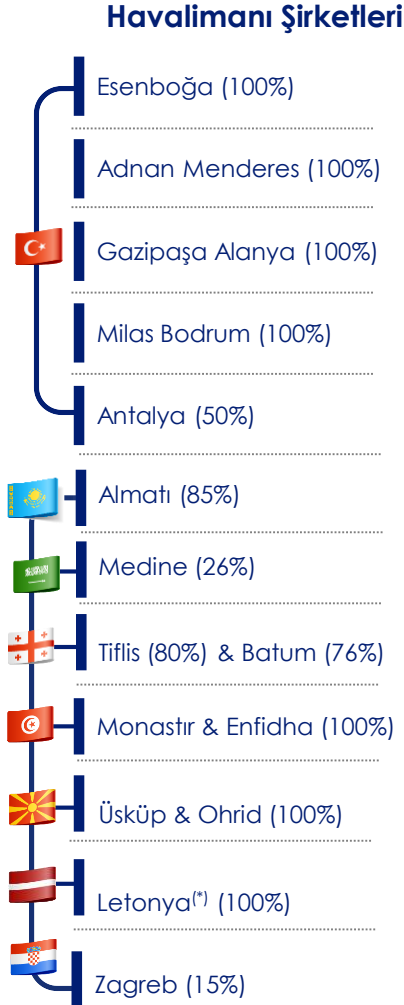 Havalimanı Şirketleri
Esenboğa (100%)
Adnan Menderes (100%)
Gazipaşa Alanya (100%)
Milas Bodrum (100%)
Antalya (50%)
Almatı (85%)
Medine (26%)
Tiflis (80%) & Batum (76%)
Monastır & Enfidha (100%)
Üsküp & Ohrid (100%)
Letonya(*) (100%)
Zagreb (15%)